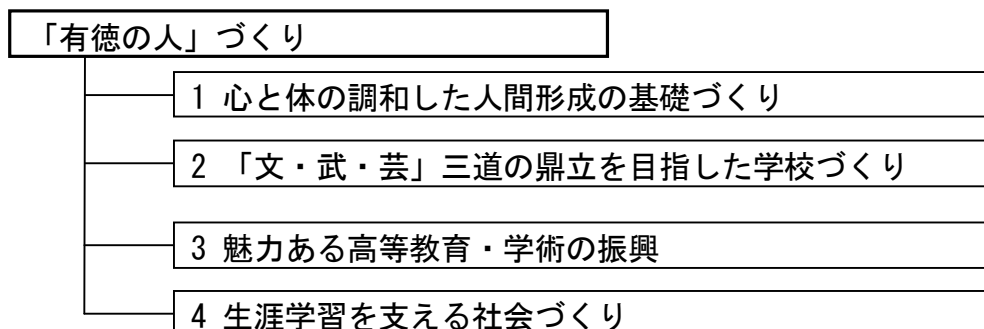 「有徳の人」づくり
1 心と体の調和した人間形成の基礎づくり
2 「文・武・芸」三道の鼎立を目指した学校づくり
3 魅力ある高等教育・学術の振興
4 生涯学習を支える社会づくり